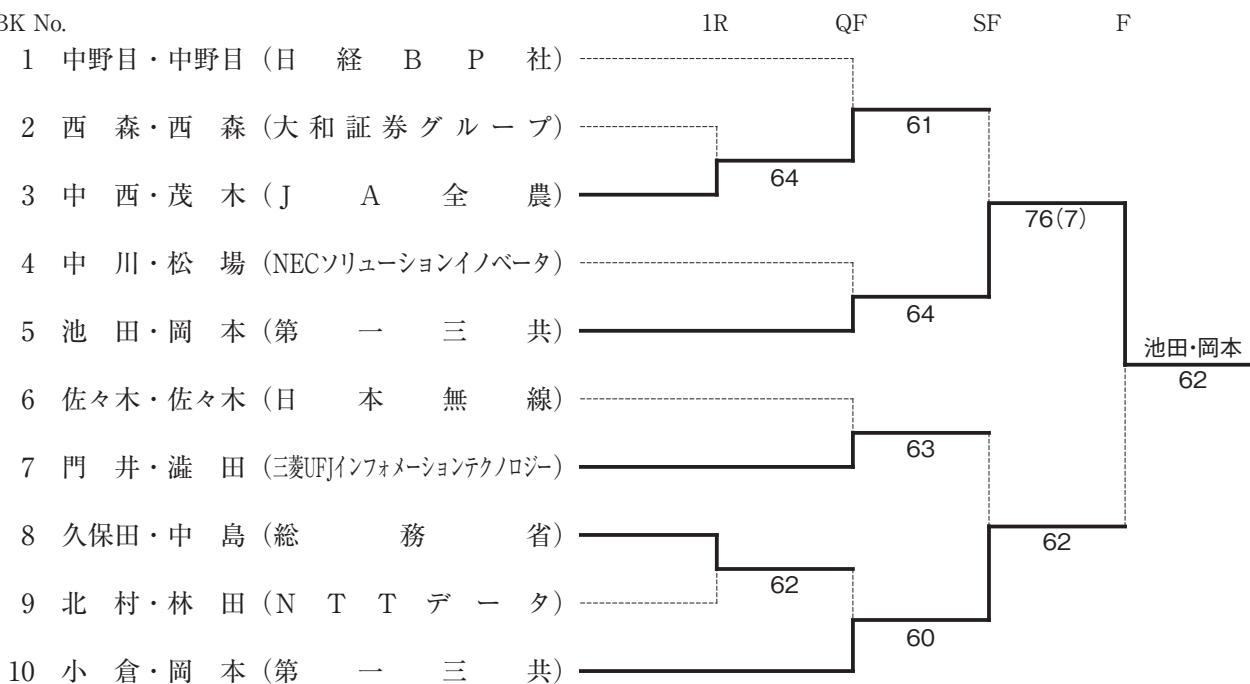 BK No. 1R QF SF F
1 中野目・中野目 (日経BP社)
61
2 西森・西森 (大和証券グループ)
64
3 中西・茂木 (JA全農)
76(7)
4 中川・松場 (NECソリューションイノベータ)
64
5 池田・岡本 (第一三共)
池田・岡本
62
6 佐々木・佐々木 (日本無線)
63
7 門井・澁田 (三菱UFJインフォメーションテクノロジー)
8 久保田・中島 (総務省)
62
62
9 北村・林田 (NTTデータ)
60
10 小倉・岡本 (第一三共)